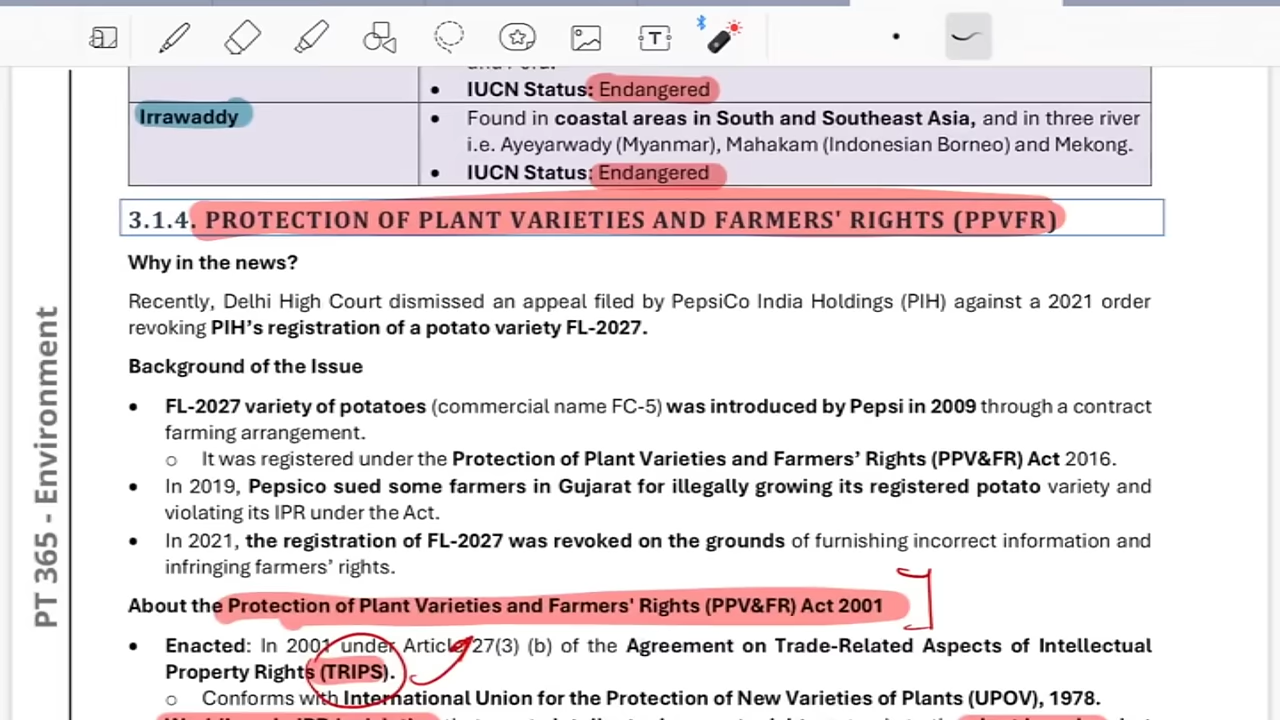 T
IUCN Status: Endangered
Irrawaddy
Found in coastal areas in South and Southeast Asia, and in three river
i.e. Ayeyarwady (Myanmar), Mahakam (Indonesian Borneo) and Mekong.
IUCN Status: Endangered
3.1.4. PROTECTION OF PLANT VARIETIES AND FARMERS' RIGHTS (PPVFR)
Why in the news?
Recently, Delhi High Court dismissed an appeal filed by PepsiCo India Holdings (PIH) against a 2021 order
revoking PIH's registration of a potato variety FL-2027.
Background of the Issue
FL-2027 variety of potatoes (commercial name FC-5) was introduced by Pepsi in 2009 through a contract
farming arrangement.
It was registered under the Protection of Plant Varieties and Farmers' Rights (PPV&FR) Act 2016.
In 2019, Pepsico sued some farmers in Gujarat for illegally growing its registered potato variety and
violating its IPR under the Act.
In 2021, the registration of FL-2027 was revoked on the grounds of furnishing incorrect information and
infringing farmers' rights.
About the Protection of Plant Varieties and Farmers' Rights (PPV&FR) Act 2001
Enacted: In 2001 under Article 27(3) (b) of the Agreement on Trade-Related Aspects of Intellectual
Property Rights (TRIPS).
Conforms with International Union for the Protection of New Varieties of Plants (UPOV), 1978.
PT 365 - Environment